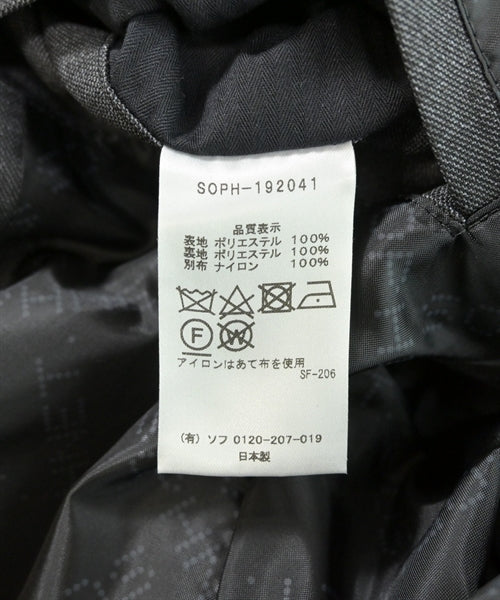 SOPH-192041
品質表示
表地 ポリエステル 100%
裏地 ポリエステル 100%
別布 ナイロン 100%
F W
アイロンはあて布を使用
SF-206
(有) ソフ 0120-207-019
日本製